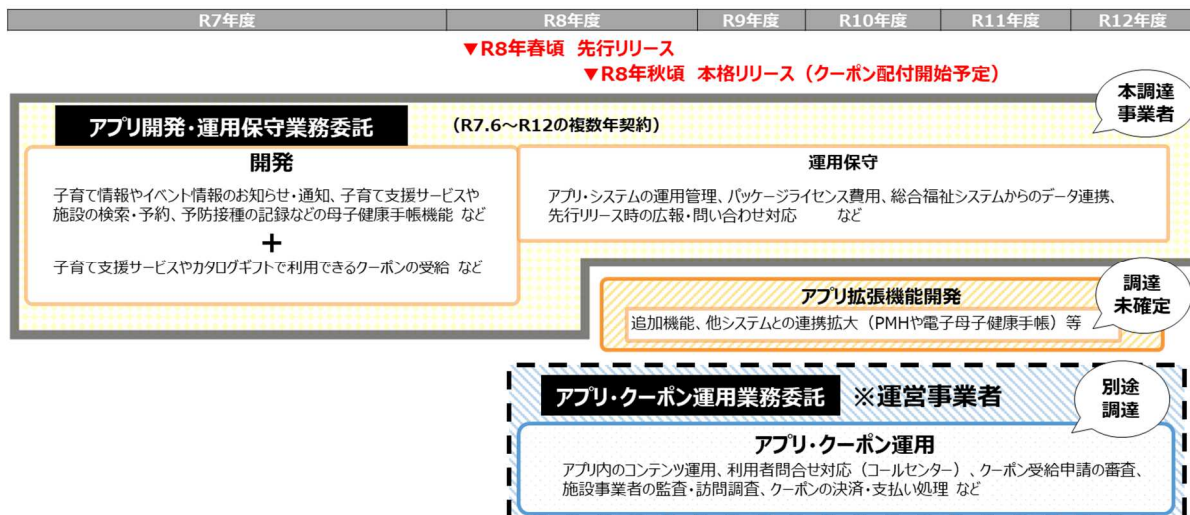 R7年度 R8年度 R9年度 R10年度 R11年度 R12年度
▼R8年春頃 先行リリース
▼R8年秋頃 本格リリース（クーポン配付開始予定）
本調達
事業者
アプリ開発・運用保守業務委託 （R7.6～R12の複数年契約）
開発
子育て情報やイベント情報のお知らせ・通知、子育て支援サービスや
施設の検索・予約、予防接種の記録などの母子健康手帳機能 など
＋
子育て支援サービスやカタログギフトで利用できるクーポンの受給 など
運用保守
アプリ・システムの運用管理、パッケージライセンス費用、総合福祉システムからのデータ連携、
先行リリース時の広報・問い合わせ対応 など
調達
未確定
アプリ拡張機能開発
追加機能、他システムとの連携拡大（PMHや電子母子健康手帳）等
別途
調達
アプリ・クーポン運用業務委託 ※運営事業者
アプリ・クーポン運用
アプリ内のコンテンツ運用、利用者問合せ対応（コールセンター）、クーポン受給申請の審査、
施設事業者の監査・訪問調査、クーポンの決済・支払い処理 など